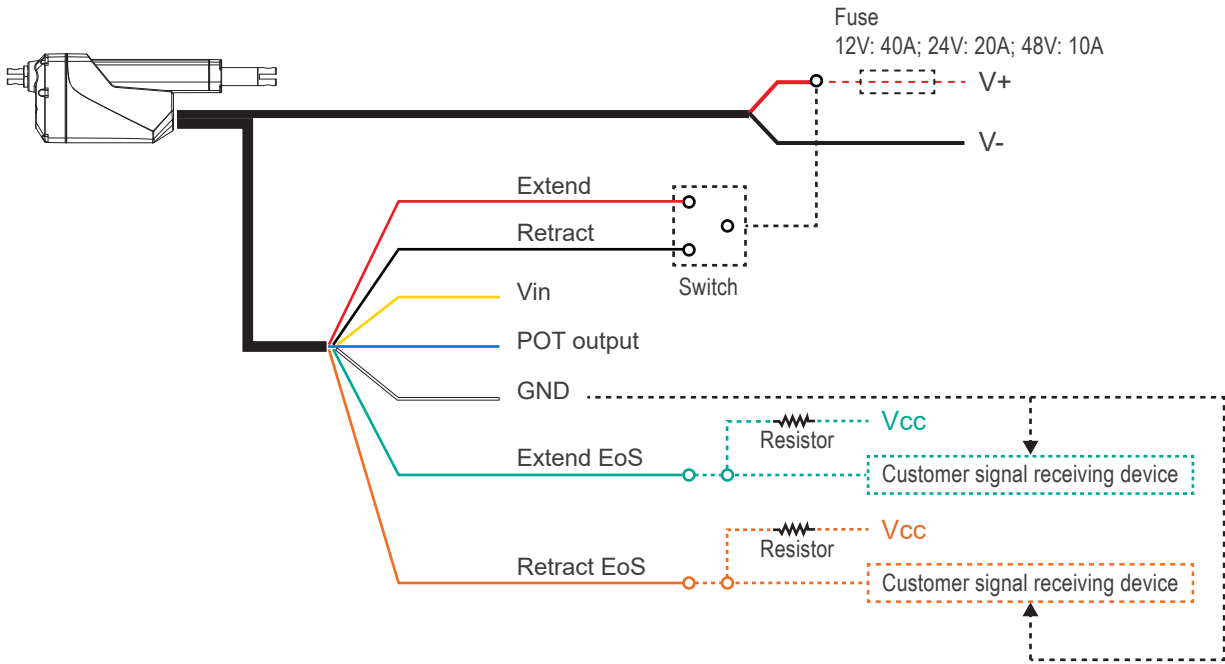 Fuse
12V: 40A; 24V: 20A; 48V: 10A
V+
V-
Extend
Retract
Switch
Vin
POT output
GND
Vcc
Resistor
Extend EoS
Customer signal receiving device
Vcc
Resistor
Retract EoS
Customer signal receiving device